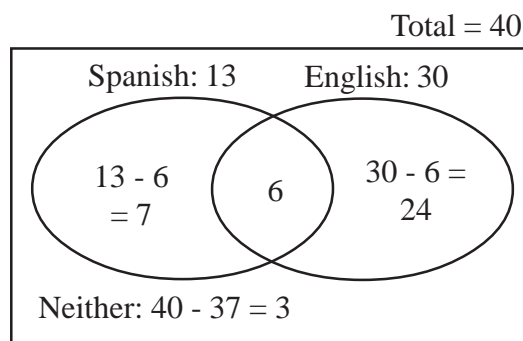 Total = 40
Spanish: 13
English: 30
13 - 6
= 7
6
30 - 6 =
24
Neither: 40 - 37 = 3